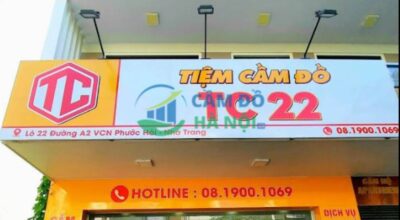 TC
TIỆM CẦM ĐỒ
TC 22
CẦM ĐỒ
HÀ NỘI
Lô 22 Đường A2 VCN Phước Hải - Nha Trang
08.1900.1069
HOTLINE : 08.1900.1069
CẦM
DỊCH VỤ